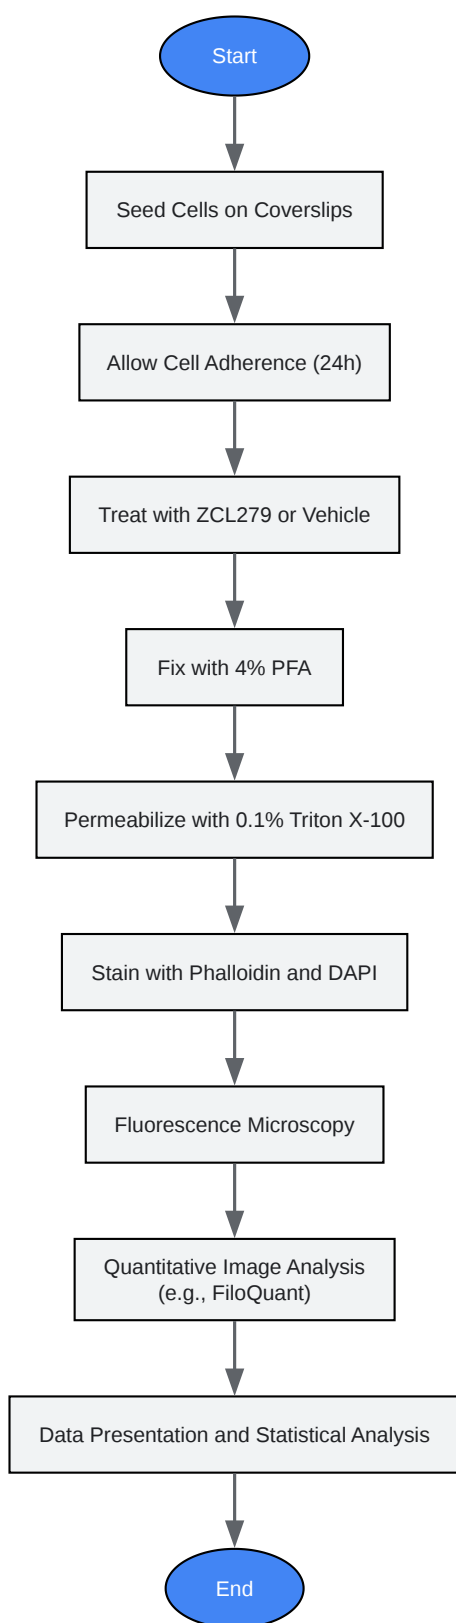 Start
Seed Cells on Coverslips
Allow Cell Adherence (24h)
Treat with ZCL279 or Vehicle
Fix with 4% PFA
Permeabilize with 0.1% Triton X-100
Stain with Phalloidin and DAPI
Fluorescence Microscopy
Quantitative Image Analysis
(e.g., FiloQuant)
Data Presentation and Statistical Analysis
End